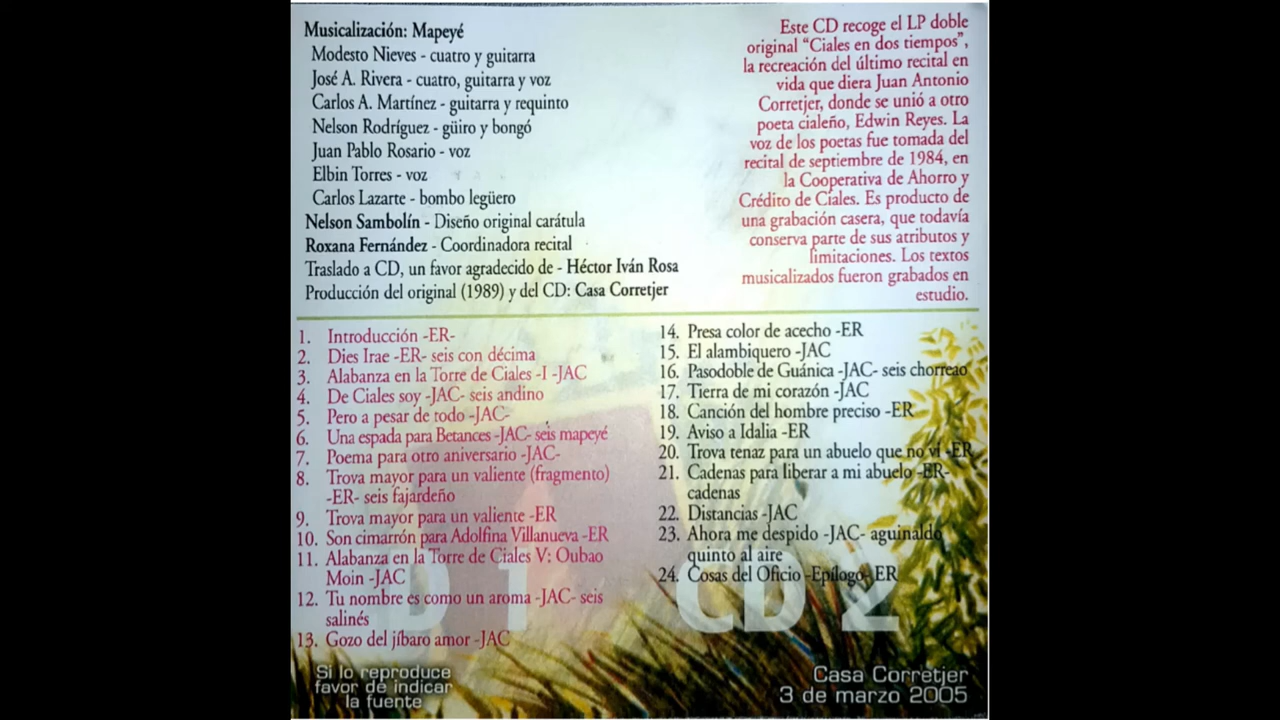 Musicalización: Mapeyé
Modesto Nieves - cuatro y guitarra
José A. Rivera - cuatro, guitarra y voz
Carlos A. Martínez - guitarra y requinto
Nelson Rodríguez - güiro y bongó
Juan Pablo Rosario - voz
Elbin Torres - voz
Carlos Lazarte - bombo legüero
Nelson Sambolín - Diseño original carátula
Roxana Fernández - Coordinadora recital
Traslado a CD, un favor agradecido de - Héctor Iván Rosa
Producción del original (1989) y del CD: Casa Corretjer
Este CD recoge el LP doble
original “Ciales en dos tiempos”,
la recreación del último recital en
vida que diera Juan Antonio
Corretjer, donde se unió a otro
poeta cialeño, Edwin Reyes. La
voz de los poetas fue tomada del
recital de septiembre de 1984, en
la Cooperativa de Ahorro y
Crédito de Ciales. Es producto de
una grabación casera, que todavía
conserva parte de sus atributos y
limitaciones. Los textos
musicalizados fueron grabados en
estudio.
1. Introducción -ER-
2. Dies Irae -ER- seis con décima
3. Alabanza en la Torre de Ciales -I -JAC
4. De Ciales soy -JAC- seis andino
5. Pero a pesar de todo -JAC-
6. Una espada para Betances -JAC- seis mapeyé
7. Poema para otro aniversario -JAC-
8. Trova mayor para un valiente (fragmento)
-ER- seis fajardeño
9. Trova mayor para un valiente -ER
10. Son cimarrón para Adolfina Villanueva -ER
11. Alabanza en la Torre de Ciales V: Oubao
Moin -JAC
12. Tu nombre es como un aroma -JAC- seis
salinés
13. Gozo del jíbaro amor -JAC
14. Presa color de acecho -ER
15. El alambiquero -JAC
16. Pasodoble de Guánica -JAC- seis chorreao
17. Tierra de mi corazón -JAC
18. Canción del hombre preciso -ER
19. Aviso a Idalia -ER
20. Trova tenaz para un abuelo que no vi -ER
21. Cadenas para liberar a mi abuelo -ER-
cadenas
22. Distancias -JAC
23. Ahora me despido -JAC- aguinaldo
quinto al aire
24. Cosas del Oficio -Epílogo- ER
CD 1
CD 2
Si lo reproduce
favor de indicar
la fuente
Casa Corretjer
3 de marzo 2005